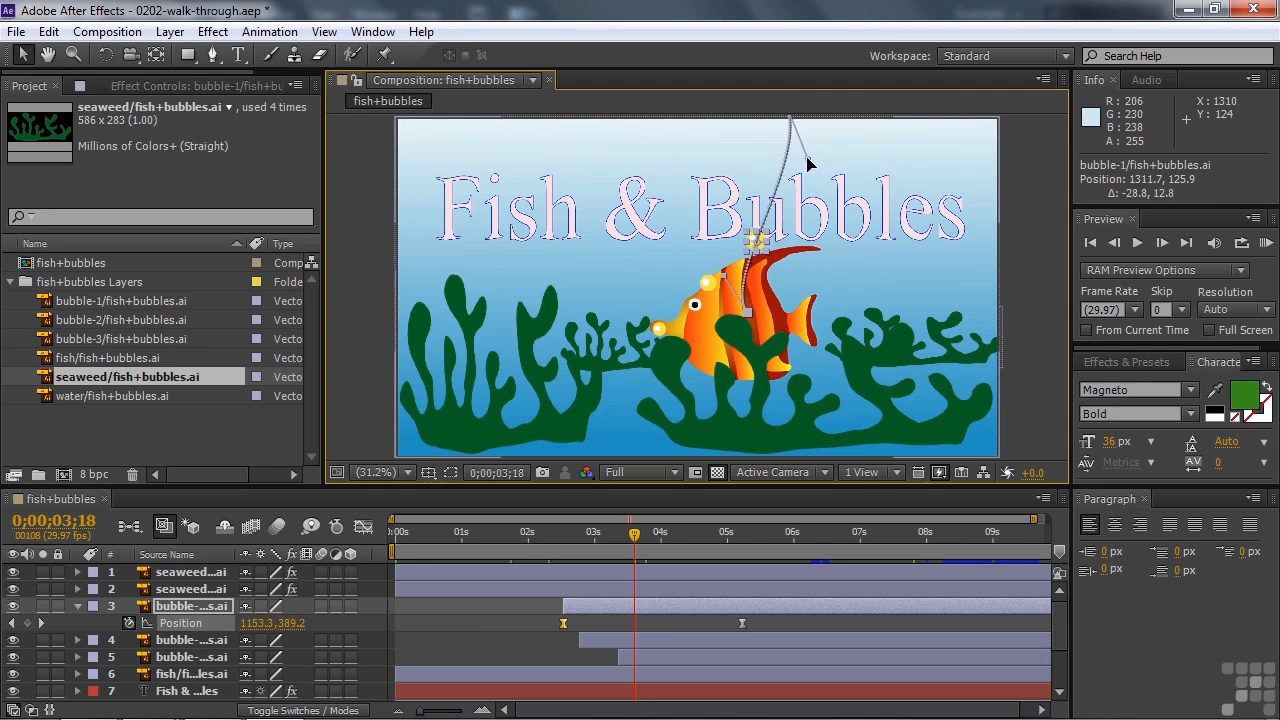 Ae Adobe After Effects - 0202-walk-through.aep *
File Edit Composition Layer Effect Animation View Window Help
Workspace: Standard Search Help
Project Effect Controls: bubble-1/fish+bu
seaweed/fish+bubbles.ai ▼, used 4 times
586 x 283 (1.00)
Millions of Colors+ (Straight)
Name Type
fish+bubbles Comp
fish+bubbles Layers Folde
bubble-1/fish+bubbles.ai Vecto
bubble-2/fish+bubbles.ai Vecto
bubble-3/fish+bubbles.ai Vecto
fish/fish+bubbles.ai Vecto
seaweed/fish+bubbles.ai Vecto
water/fish+bubbles.ai Vecto
8 bpc
Composition: fish+bubbles
fish+bubbles
Fish & Bubbles
(31.2%) 0;00;03;18 Full Active Camera 1 View +0.0
Info Audio
R : 206 X : 1310
G : 230 Y : 124
B : 238
A : 255
bubble-1/fish+bubbles.ai
Position: 1311.7, 125.9
Δ: -28.8, 12.8
Preview
RAM Preview Options
Frame Rate Skip Resolution
(29.97) 0 Auto
From Current Time Full Screen
Effects & Presets Characte
Magneto
Bold
36 px Auto
Metrics 0
Paragraph
0 px 0 px 0 px
0 px 0 px
fish+bubbles
0;00;03;18
00108 (29.97 fps)
# Source Name
:00s 01s 02s 03s 04s 05s 06s 07s 08s 09s
1 seaweed...ai
2 seaweed...ai
3 bubble-...s.ai
Position 1153.3,389.2
4 bubble-...s.ai
5 bubble-...s.ai
6 fish/fi...les.ai
7 T Fish & ...les
Toggle Switches / Modes